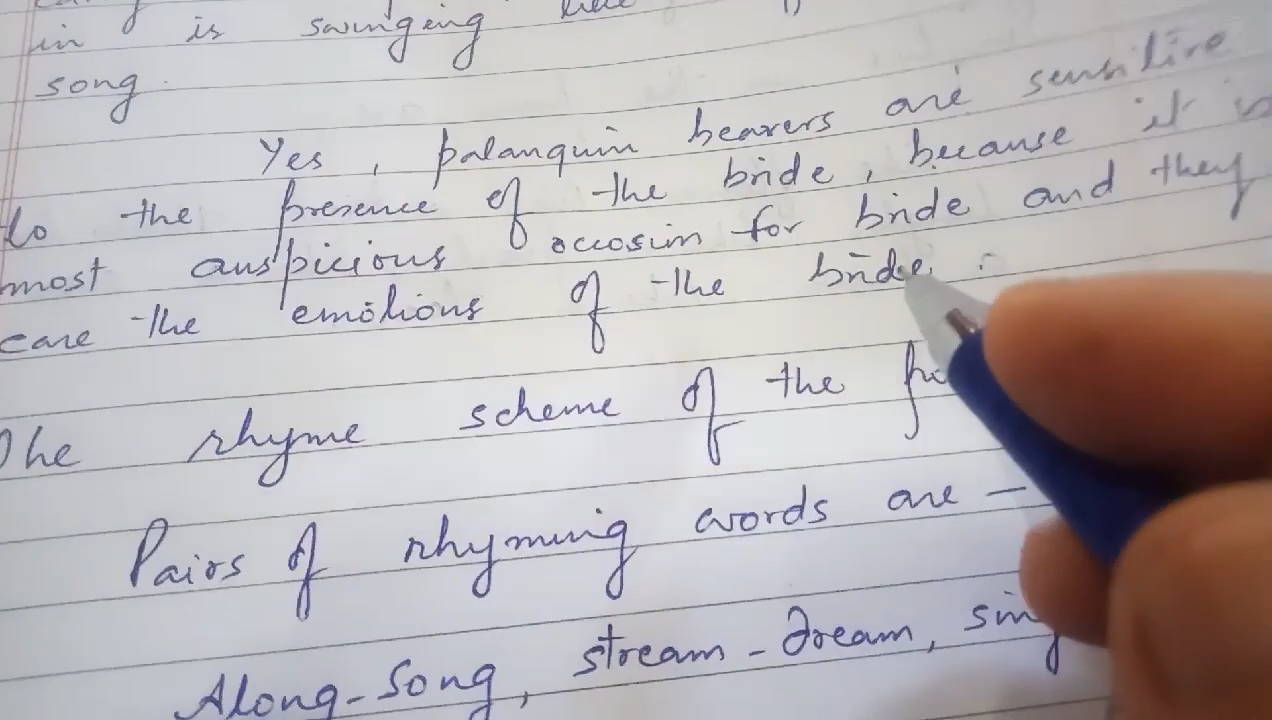 in is swinging
song.
Yes, palanquin bearers are sensitive
to the presence of the bride, because it is
most auspicious occosion for bride and they
care the emotions of the bride.
The rhyme scheme of the
Pairs of rhyming words are -
Along-Song, stream-dream,